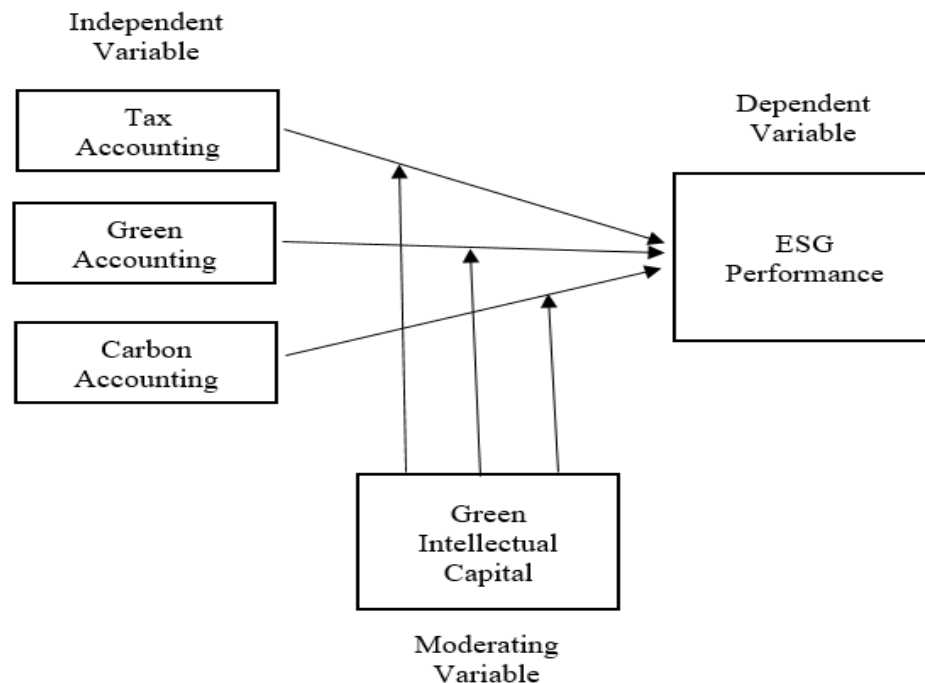 Independent
Variable
Tax
Accounting
Green
Accounting
Carbon
Accounting
Dependent
Variable
ESG
Performance
Green
Intellectual
Capital
Moderating
Variable